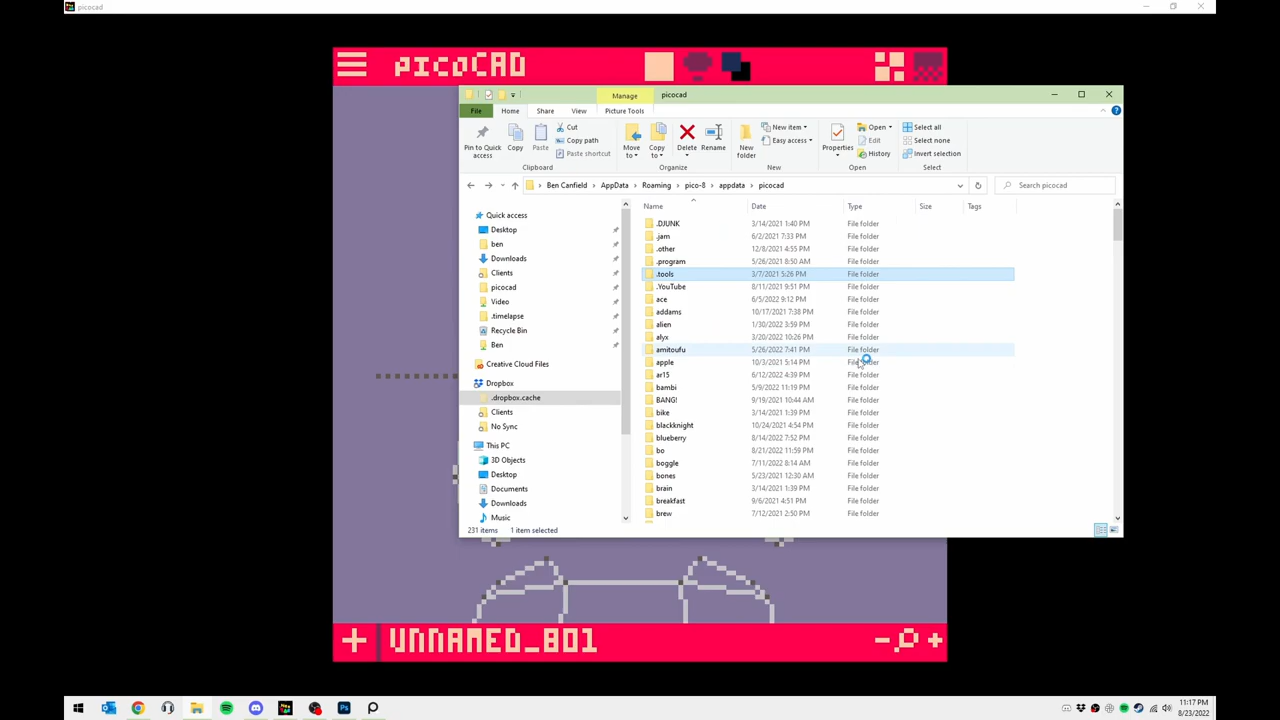 picocad
picoCAD
Manage
picocad
File
Home
Share
View
Picture Tools
Pin to Quick access
Copy
Paste
Cut
Copy path
Paste shortcut
Clipboard
Move to
Copy to
Delete
Rename
Organize
New folder
New item
Easy access
New
Properties
Open
Edit
History
Open
Select all
Select none
Invert selection
Select
Ben Canfield > AppData > Roaming > pico-8 > appdata > picocad
Search picocad
Quick access
Desktop
ben
Downloads
Clients
picocad
Video
.timelapse
Recycle Bin
Ben
Creative Cloud Files
Dropbox
.dropbox.cache
Clients
No Sync
This PC
3D Objects
Desktop
Documents
Downloads
Music
Name Date Type Size Tags
.DJUNK 3/14/2021 1:40 PM File folder
.jam 6/2/2021 7:33 PM File folder
.other 12/8/2021 4:55 PM File folder
.program 5/26/2021 8:50 AM File folder
.tools 3/7/2021 5:26 PM File folder
.YouTube 8/11/2021 9:51 PM File folder
ace 6/5/2022 9:12 PM File folder
addams 10/17/2021 7:38 PM File folder
alien 1/30/2022 3:59 PM File folder
alyx 3/20/2022 10:26 PM File folder
amitoufu 5/26/2022 7:41 PM File folder
apple 10/3/2021 5:14 PM File folder
ar15 6/12/2022 4:39 PM File folder
bambi 5/9/2022 11:19 PM File folder
BANG! 8/21/2021 10:44 AM File folder
bike 3/14/2021 1:39 PM File folder
blackknight 10/24/2021 4:54 PM File folder
blueberry 8/14/2022 7:52 PM File folder
bo 8/21/2022 11:59 PM File folder
boggle 7/11/2022 8:14 AM File folder
bones 5/23/2021 12:30 AM File folder
brain 3/14/2021 1:39 PM File folder
breakfast 9/6/2021 4:51 PM File folder
brew 7/12/2021 2:50 PM File folder
231 items 1 item selected
UNNAMED_801
11:17 PM
8/23/2022